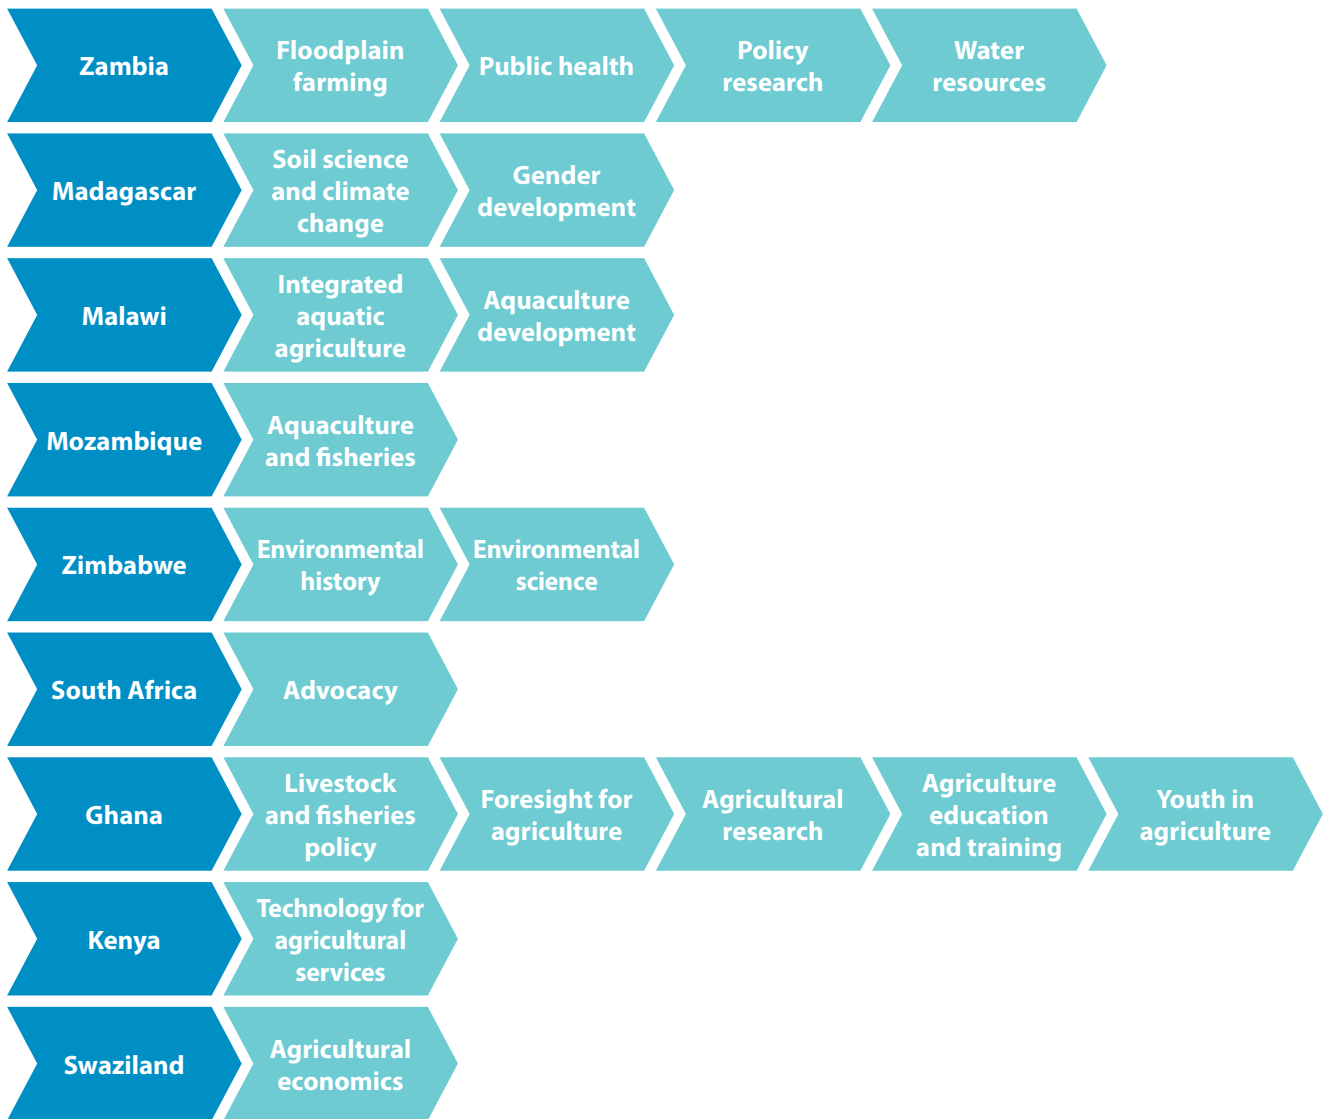 Zambia
Floodplain
farming
Public health
Policy
research
Water
resources
Madagascar
Soil science
and climate
change
Gender
development
Malawi
Integrated
aquatic
agriculture
Aquaculture
development
Mozambique
Aquaculture
and fisheries
Zimbabwe
Environmental
history
Environmental
science
South Africa
Advocacy
Ghana
Livestock
and fisheries
policy
Foresight for
agriculture
Agricultural
research
Agriculture
education
and training
Youth in
agriculture
Kenya
Technology for
agricultural
services
Swaziland
Agricultural
economics